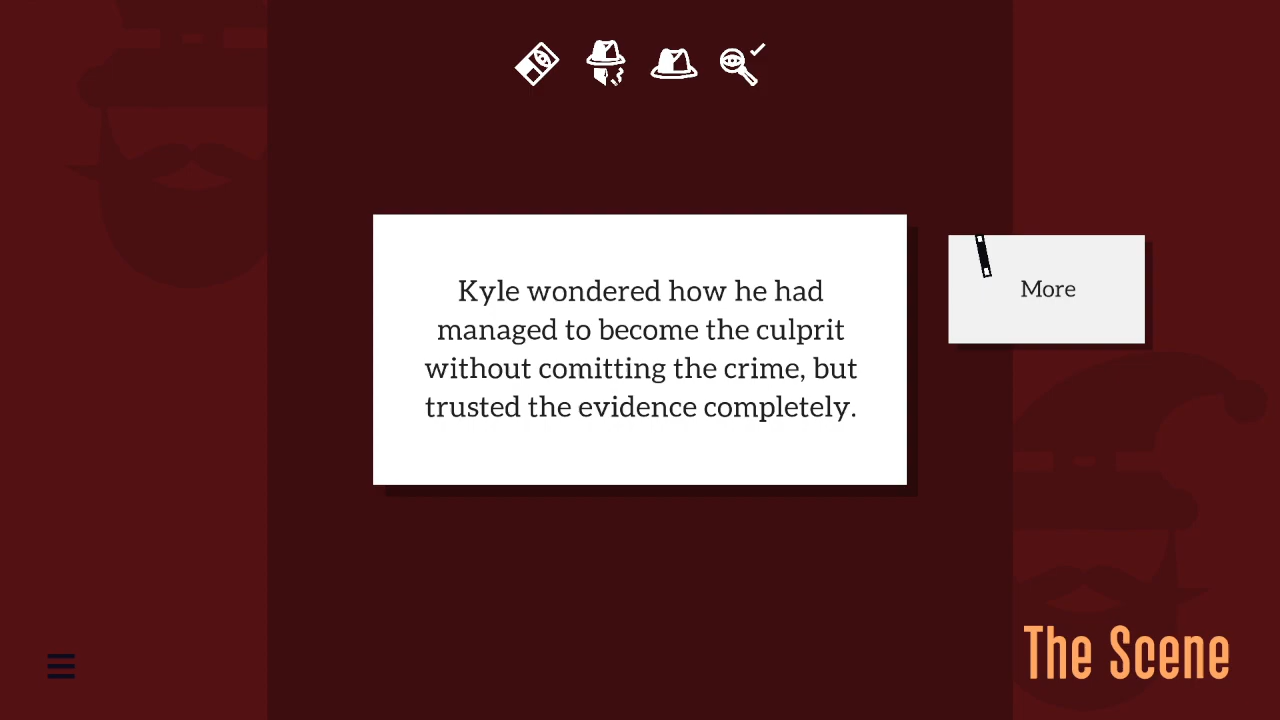 Kyle wondered how he had
managed to become the culprit
without comitting the crime, but
trusted the evidence completely.
More
The Scene